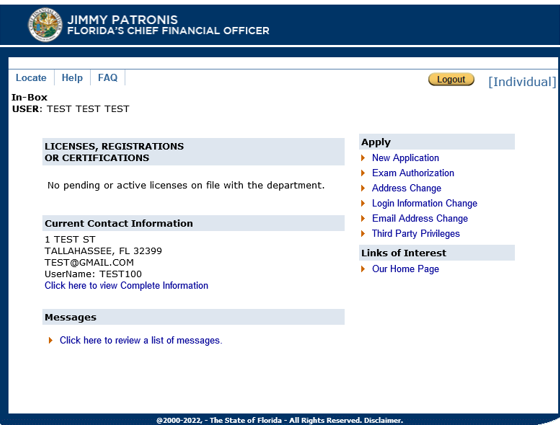 JIMMY PATRONIS
FLORIDA'S CHIEF FINANCIAL OFFICER
Locate Help FAQ
Logout [Individual]
In-Box
USER: TEST TEST TEST
LICENSES, REGISTRATIONS
OR CERTIFICATIONS
No pending or active licenses on file with the department.
Current Contact Information
1 TEST ST
TALLAHASSEE, FL 32399
TEST@GMAIL.COM
UserName: TEST100
Click here to view Complete Information
Messages
Click here to review a list of messages.
Apply
New Application
Exam Authorization
Address Change
Login Information Change
Email Address Change
Third Party Privileges
Links of Interest
Our Home Page
@2000-2022, - The State of Florida - All Rights Reserved. Disclaimer.